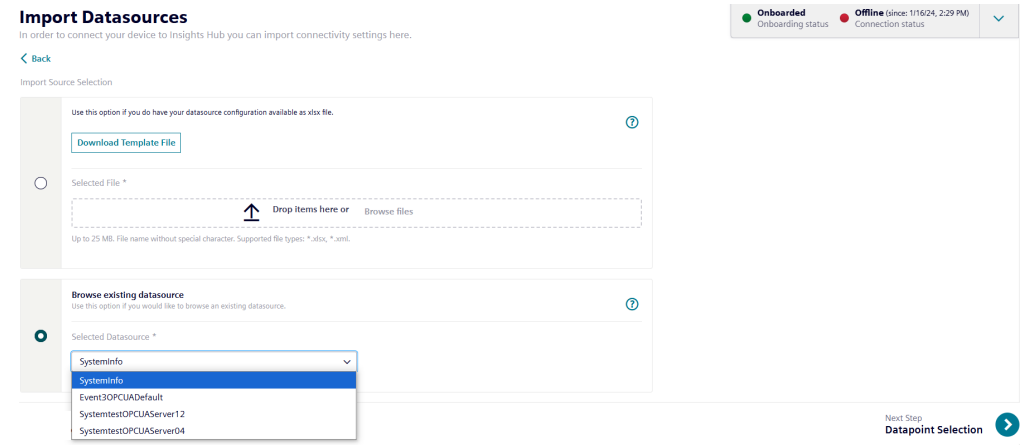 Import Datasources
In order to connect your device to Insights Hub you can import connectivity settings here.
Onboarded
Onboarding status
Offline (since: 1/16/24, 2:29 PM)
Connection status
Back
Import Source Selection
Use this option if you do have your datasource configuration available as xlsx file.
?
Download Template File
Selected File *
Drop items here or Browse files
Up to 25 MB. File name without special character. Supported file types: *.xlsx, *.xml.
Browse existing datasource
Use this option if you would like to browse an existing datasource.
?
Selected Datasource *
SystemInfo
SystemInfo
Event3OPCUADefault
SystemtestOPCUAServer12
SystemtestOPCUAServer04
Next Step
Datapoint Selection